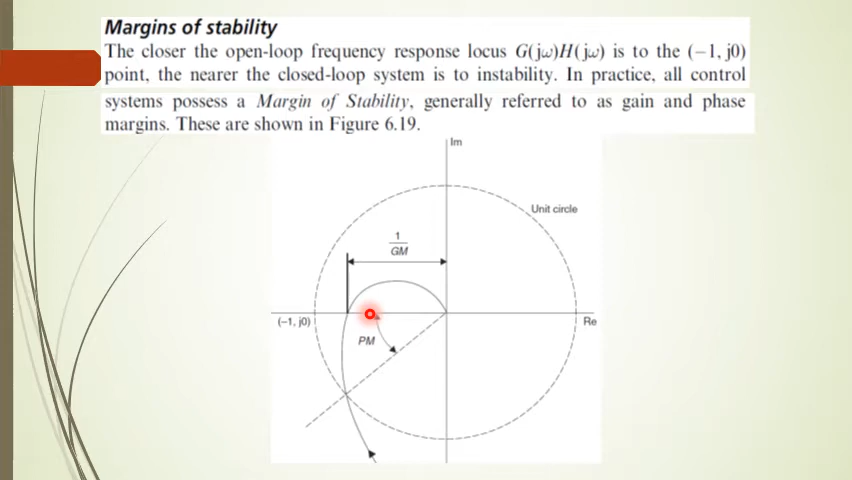 Margins of stability
The closer the open-loop frequency response locus G(jω)H(jω) is to the (−1, j0)
point, the nearer the closed-loop system is to instability. In practice, all control
systems possess a Margin of Stability, generally referred to as gain and phase
margins. These are shown in Figure 6.19.
Im
Unit circle
1
GM
(−1, j0)
Re
PM